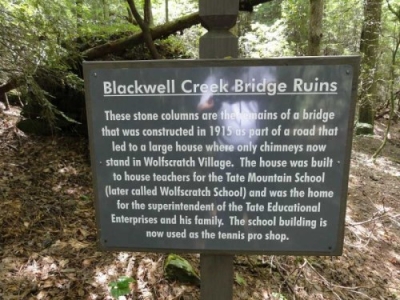 Blackwell Creek Bridge Ruins
These stone columns are remains of a bridge
that was constructed in 1915 as part of a road that
led to a large house where only chimneys now
stand in Wolfscratch Village. The house was built
to house teachers for the Tate Mountain School
(later called Wolfscratch School) and was the home
for the superintendent of the Tate Educational
Enterprises and his family. The school building is
now used as the tennis pro shop.